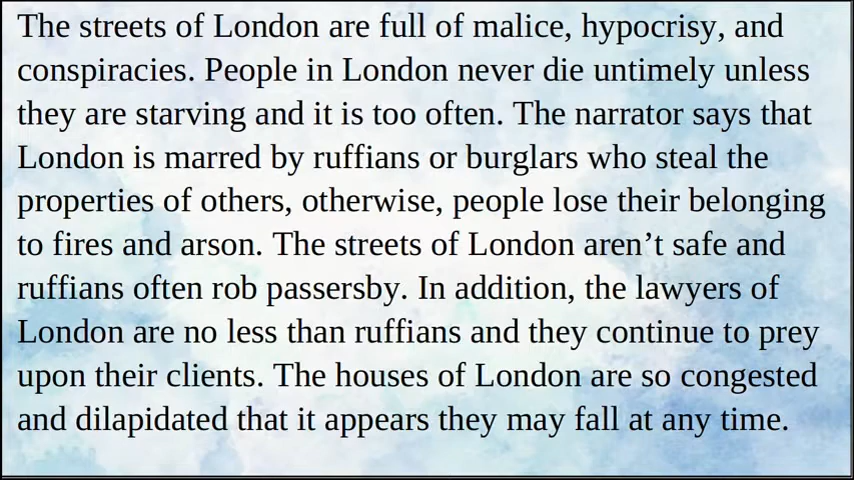 The streets of London are full of malice, hypocrisy, and
conspiracies. People in London never die untimely unless
they are starving and it is too often. The narrator says that
London is marred by ruffians or burglars who steal the
properties of others, otherwise, people lose their belonging
to fires and arson. The streets of London aren’t safe and
ruffians often rob passersby. In addition, the lawyers of
London are no less than ruffians and they continue to prey
upon their clients. The houses of London are so congested
and dilapidated that it appears they may fall at any time.